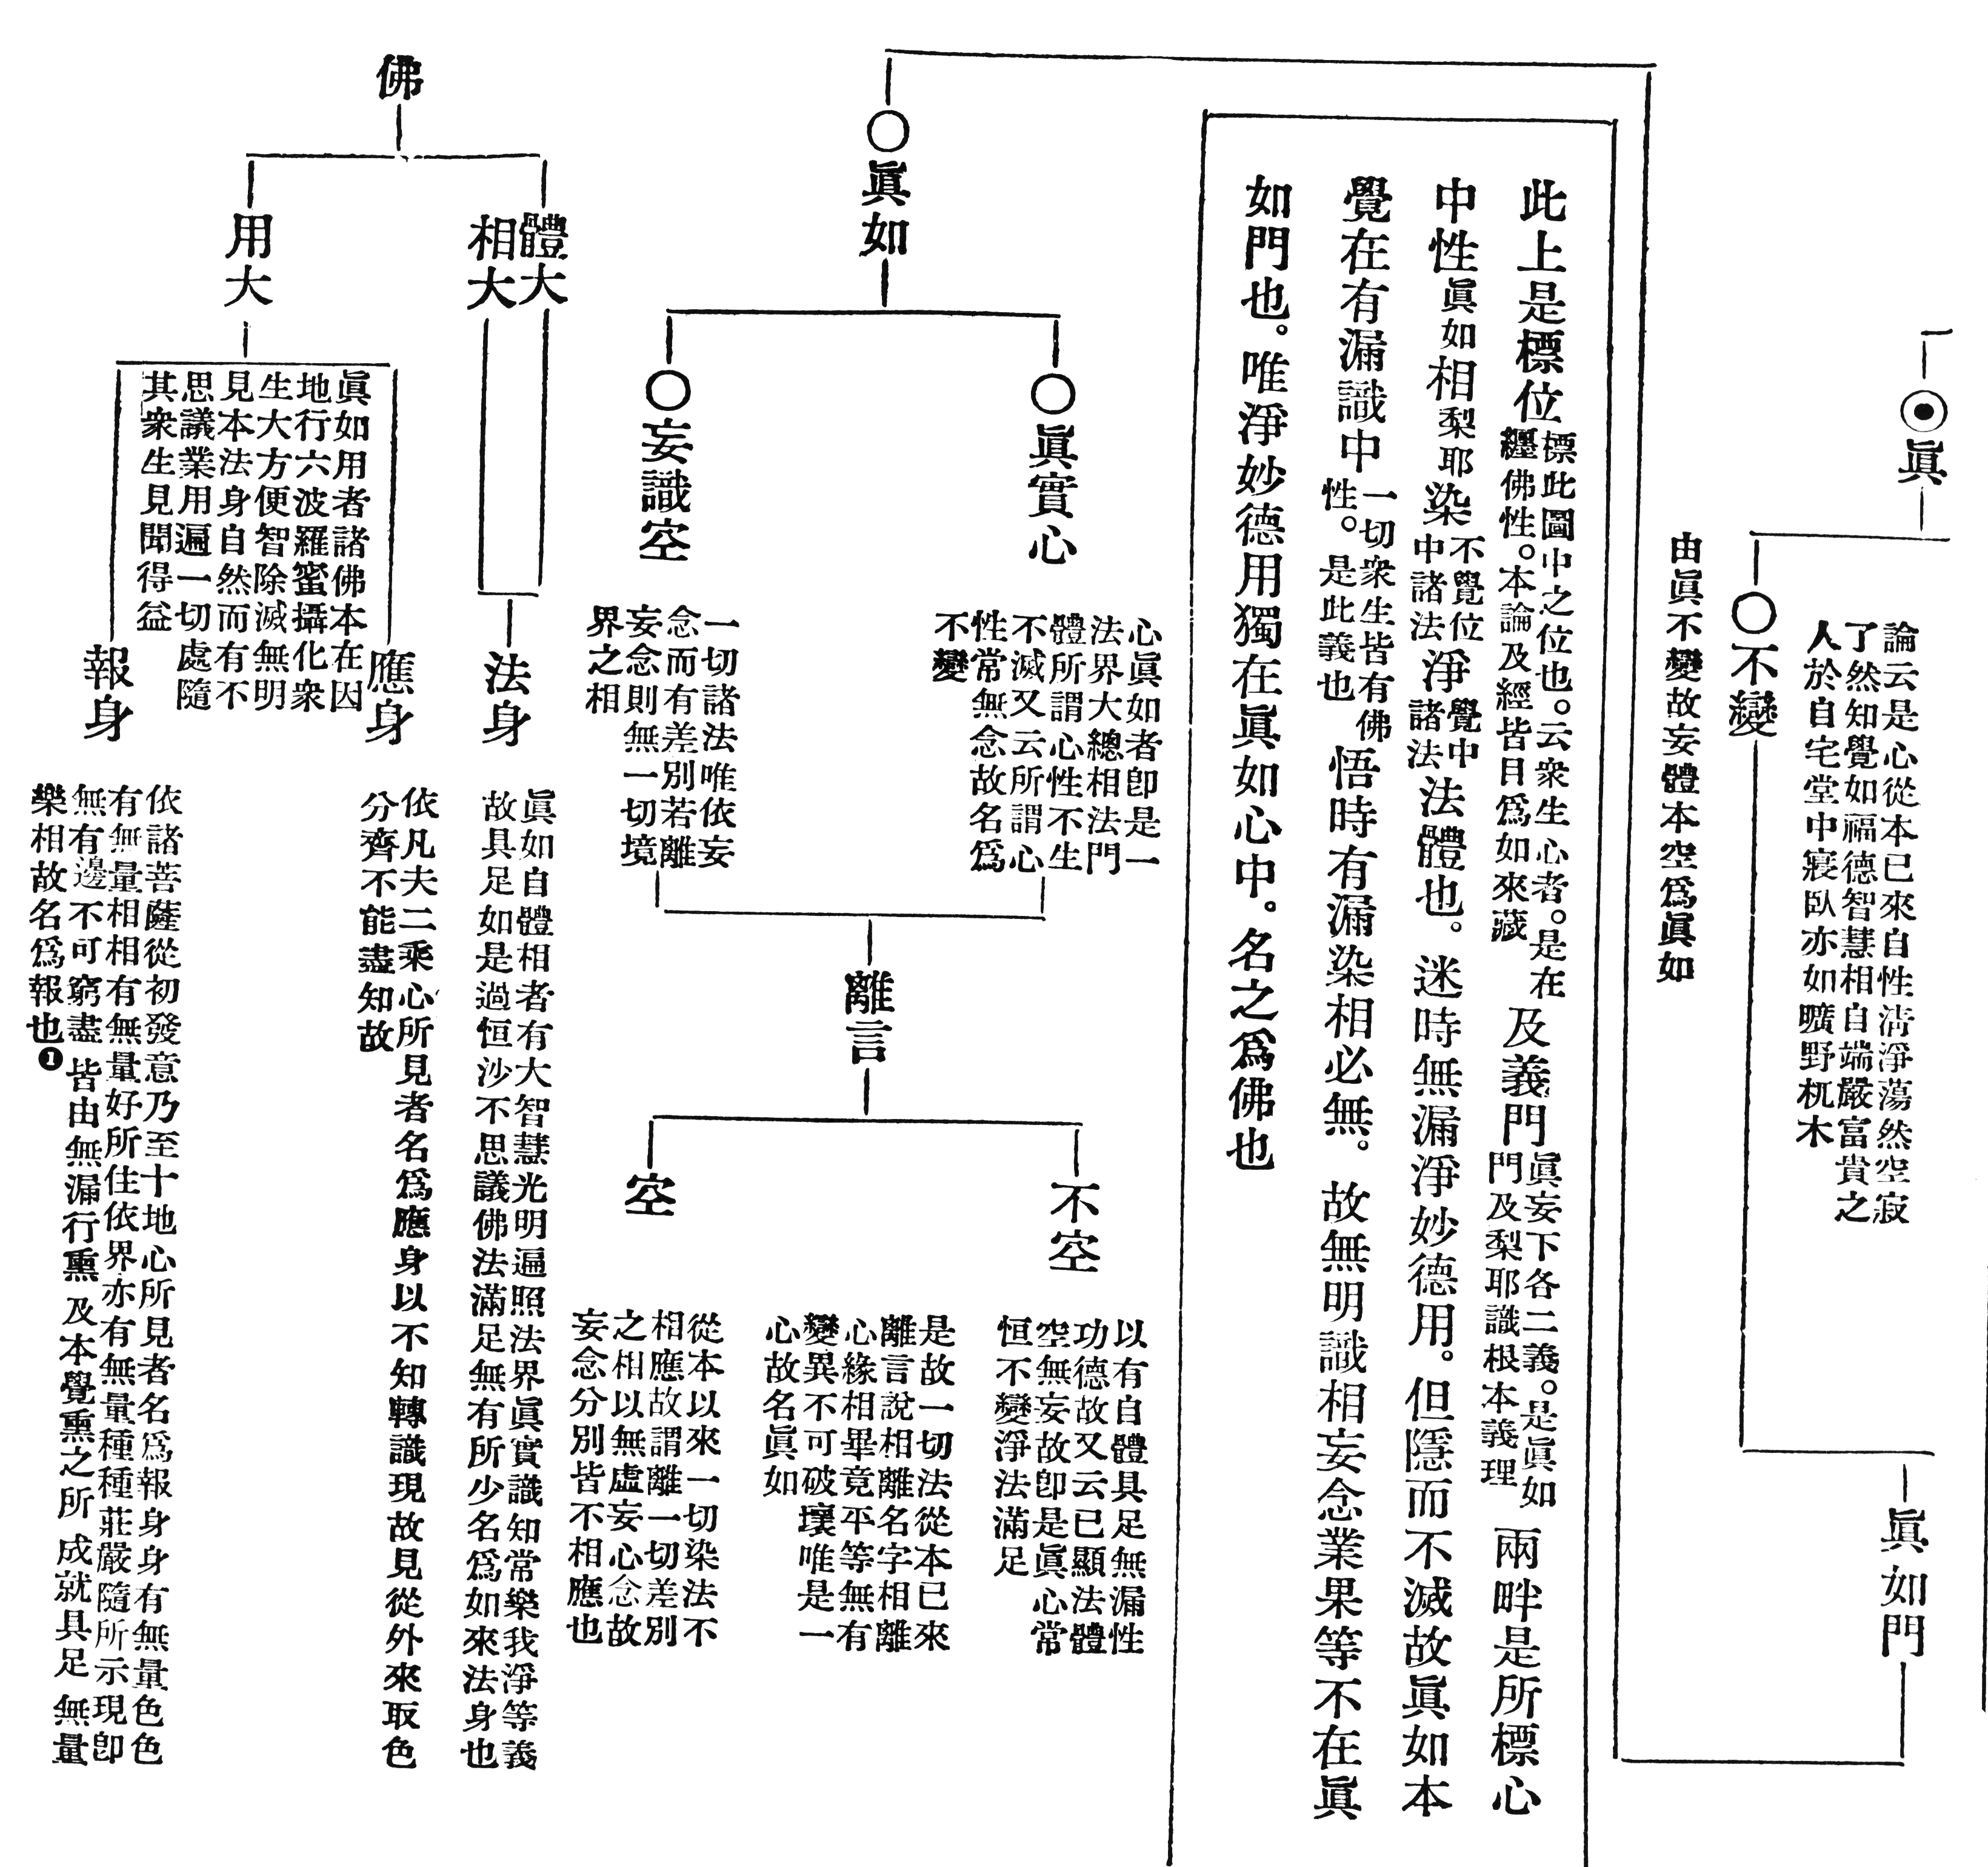 眞
論云是心從本已來自性清淨蕩然空寂
了然知覺如福德智慧相自端嚴富貴之
人於自宅堂中寢臥亦如曠野杌木
不變
由眞不變故妄體本空爲眞如
眞如門
此上是標位
標此圖中之位也。云衆生心者。是在
纏佛性。本論及經皆目爲如來藏
及義門
眞妄下各二義。是眞如
門及梨耶識根本義理
兩畔是所標心
中性眞如相梨耶染
不覺位
中諸法
淨
覺中
諸法
法體也。迷時無漏淨妙德用。但隱而不滅故眞如本
覺在有漏識中
一切衆生皆有佛
性。是此義也
悟時有漏染相必無。故無明識相妄念業果等不在眞
如門也。唯淨妙德用獨在眞如心中。名之爲佛也
眞如
眞實心
心眞如者卽是一
法界大總相法門
體所謂心性不生
不滅又云所謂心
性常無念故名爲
不變
妄識空
一切諸法唯依妄
念而有差別若離
妄念則無一切境
界之相
離言
不空
以有自體具足無漏性
功德故又云已顯法體
空無妄故卽是眞心常
恒不變淨法滿足
是故一切法從本已來
離言說相離名字相離
心緣相畢竟平等無有
變異不可破壞唯是一
心故名眞如
空
從本以來一切染法不
相應故謂離一切差別
之相以無虛妄心念故
妄念分別皆不相應也
佛
體大
相大
法身
眞如自體相者有大智慧光明遍照法界眞實識知常樂我淨等義
故具足如是過恒沙不思議佛法滿足無有所少名爲如來法身也
用大
眞如用者諸佛本在因
地行六波羅蜜攝化衆
生大方便智除滅無明
見本法身自然而有不
思議業用遍一切處隨
其衆生見聞得益
應身
依凡夫二乘心所見者名爲應身以不知轉識現故見從外來取色
分齊不能盡知故
報身
依諸菩薩從初發意乃至十地心所見者名爲報身身有無量色色
有無量相相有無量好所住依界亦有無量種種莊嚴隨所示現卽
無有邊不可窮盡皆由無漏行熏及本覺熏之所成就具足無量
樂相故名爲報也❶